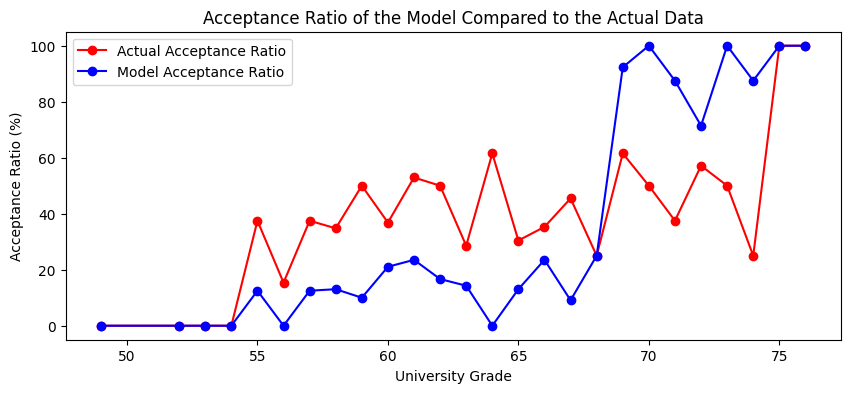 Acceptance Ratio of the Model Compared to the Actual Data
Actual Acceptance Ratio
Model Acceptance Ratio
Acceptance Ratio (%)
100
80
60
40
20
0
50 55 60 65 70 75
University Grade